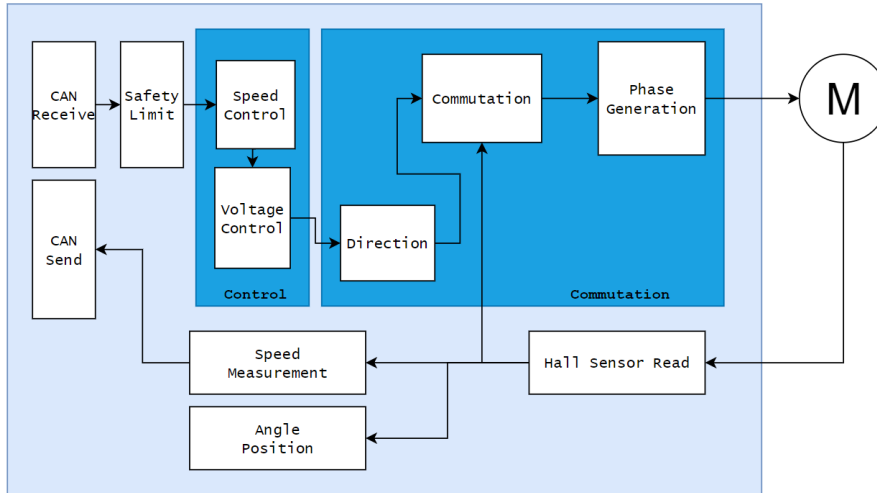 CAN
Receive
Safety
Limit
Speed
Control
Voltage
Control
Control
Direction
Commutation
Phase
Generation
Commutation
M
CAN
Send
Speed
Measurement
Hall Sensor Read
Angle
Position